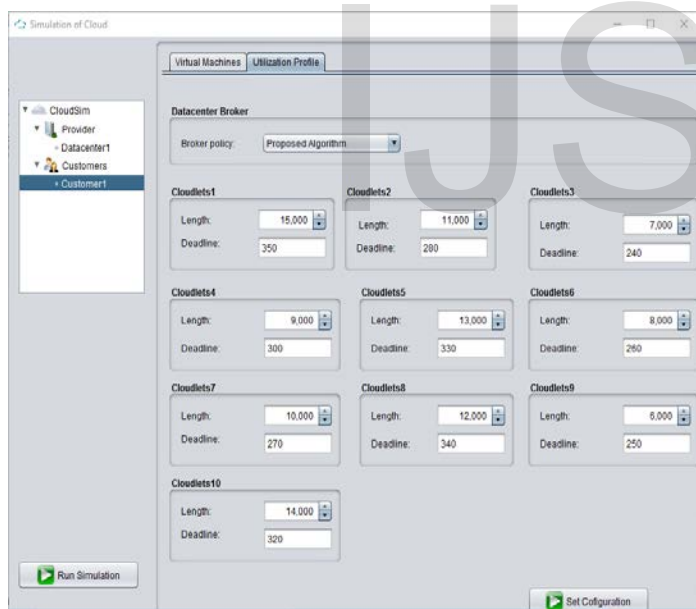 Simulation of Cloud
IJS
Virtual Machines Utilization Profile
CloudSim
Provider
Datacenter1
Customers
Customer1
Datacenter Broker
Broker policy: Proposed Algorithm
Cloudlets1 Cloudlets2 Cloudlets3
Length: 15,000 Length: 11,000 Length: 7,000
Deadline: 350 Deadline: 280 Deadline: 240
Cloudlets4 Cloudlets5 Cloudlets6
Length: 9,000 Length: 13,000 Length: 8,000
Deadline: 300 Deadline: 330 Deadline: 260
Cloudlets7 Cloudlets8 Cloudlets9
Length: 10,000 Length: 12,000 Length: 6,000
Deadline: 270 Deadline: 340 Deadline: 250
Cloudlets10
Length: 14,000
Deadline: 320
Run Simulation
Set Cofiguration